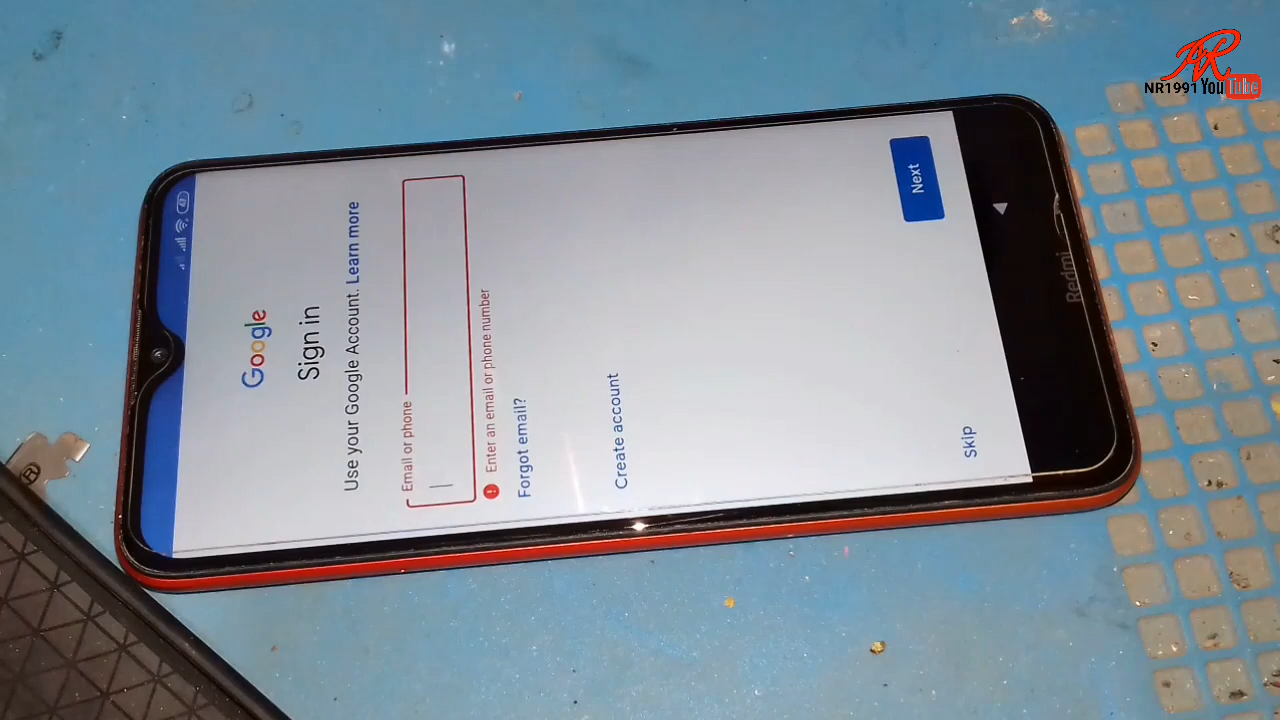 NR1991 YouTube
47
Google
Sign in
Use your Google Account. Learn more
Email or phone
Enter an email or phone number
Forgot email?
Create account
Skip
Next
Redmi
®